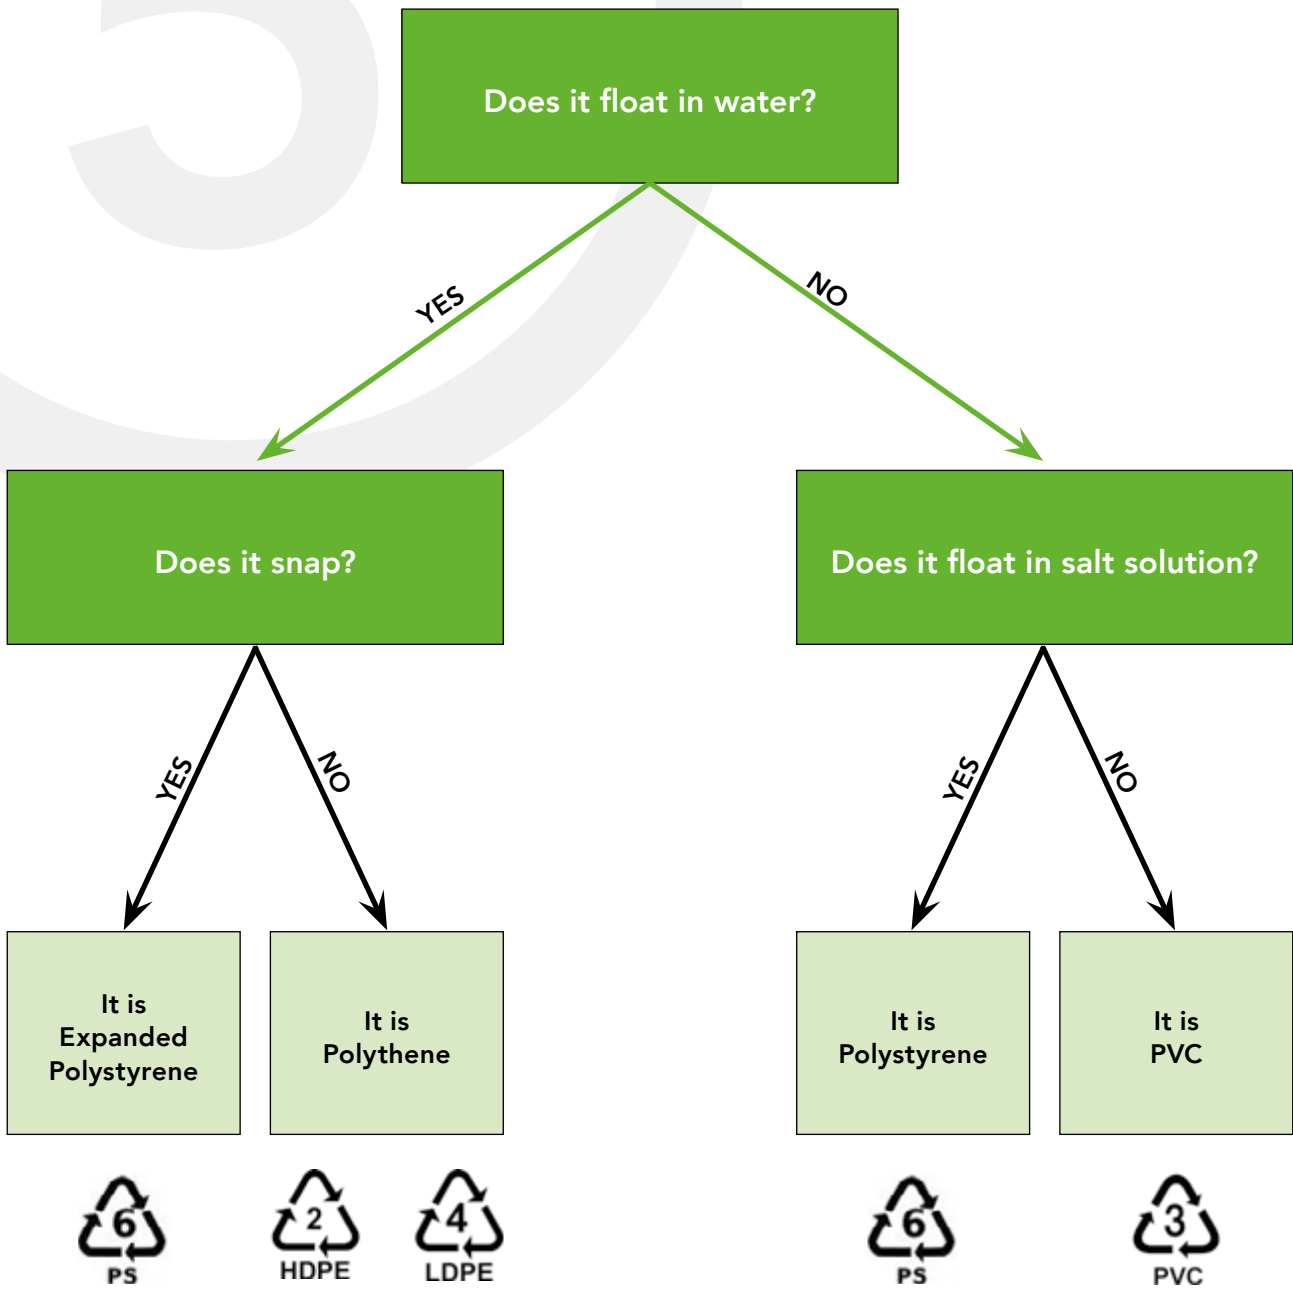 Does it float in water?
YES
NO
Does it snap?
Does it float in salt solution?
YES
NO
YES
NO
It is
Expanded
Polystyrene
It is
Polythene
It is
Polystyrene
It is
PVC
6
PS
2
HDPE
4
LDPE
6
PS
3
PVC